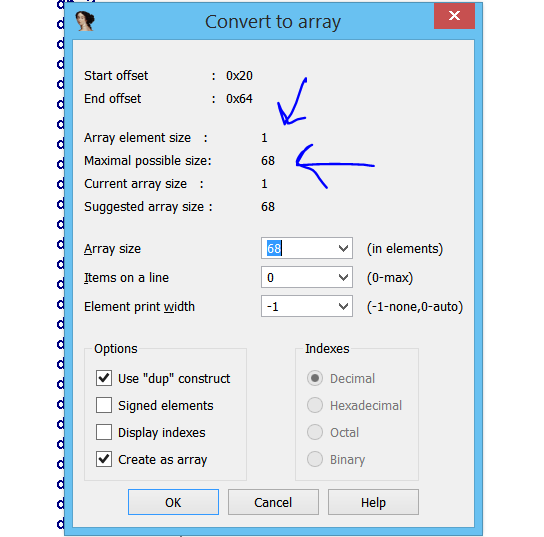 Convert to array
Start offset : 0x20
End offset : 0x64
Array element size : 1
Maximal possible size: 68
Current array size : 1
Suggested array size : 68
Array size 68 (in elements)
Items on a line 0 (0-max)
Element print width -1 (-1-none,0-auto)
Options
Use "dup" construct
Signed elements
Display indexes
Create as array
Indexes
Decimal
Hexadecimal
Octal
Binary
OK Cancel Help